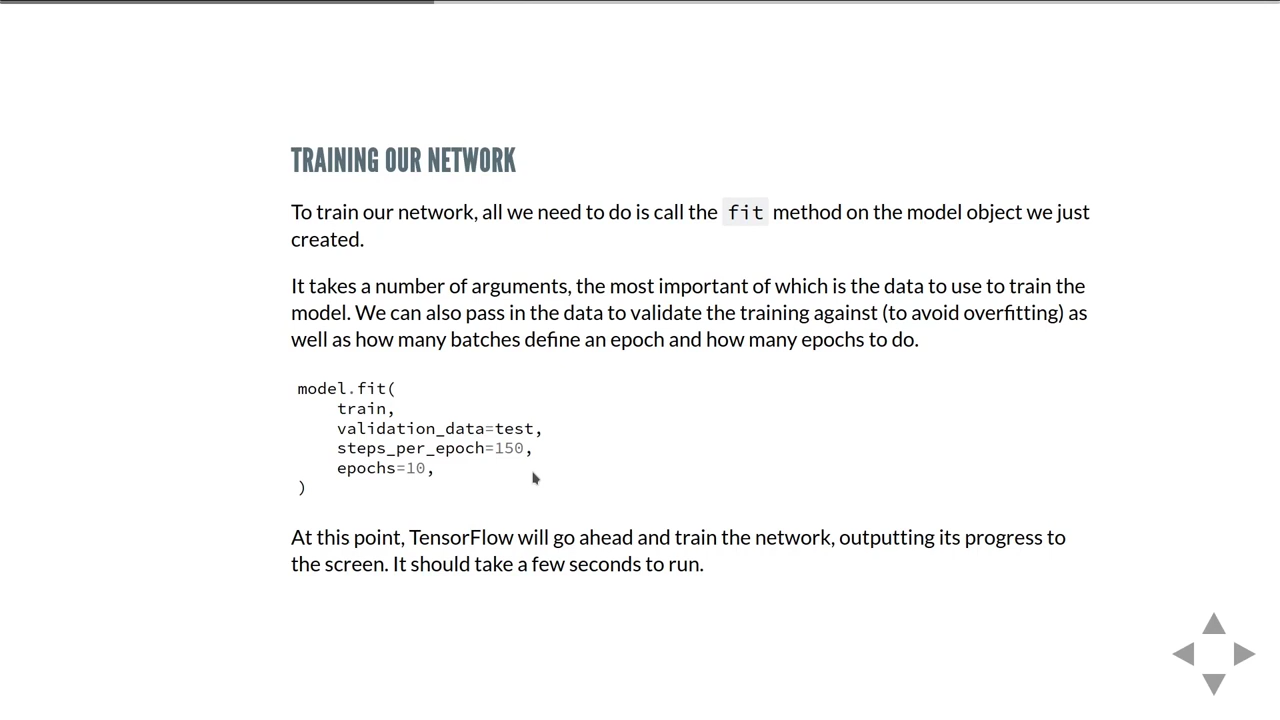 TRAINING OUR NETWORK
To train our network, all we need to do is call the fit method on the model object we just
created.
It takes a number of arguments, the most important of which is the data to use to train the
model. We can also pass in the data to validate the training against (to avoid overfitting) as
well as how many batches define an epoch and how many epochs to do.
model.fit(
    train,
    validation_data=test,
    steps_per_epoch=150,
    epochs=10,
)
At this point, TensorFlow will go ahead and train the network, outputting its progress to
the screen. It should take a few seconds to run.